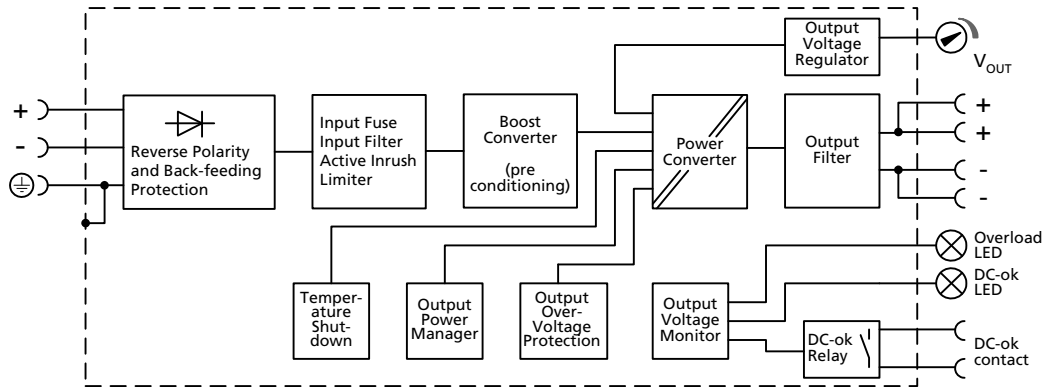 Output
Voltage
Regulator
VOUT
+
-
Reverse Polarity
and Back-feeding
Protection
Input Fuse
Input Filter
Active Inrush
Limiter
Boost
Converter
(pre
conditioning)
Power
Converter
Output
Filter
+
+
-
-
Temper-
ature
Shut-
down
Output
Power
Manager
Output
Over-
Voltage
Protection
Output
Voltage
Monitor
DC-ok
Relay
Overload
LED
DC-ok
LED
DC-ok
contact